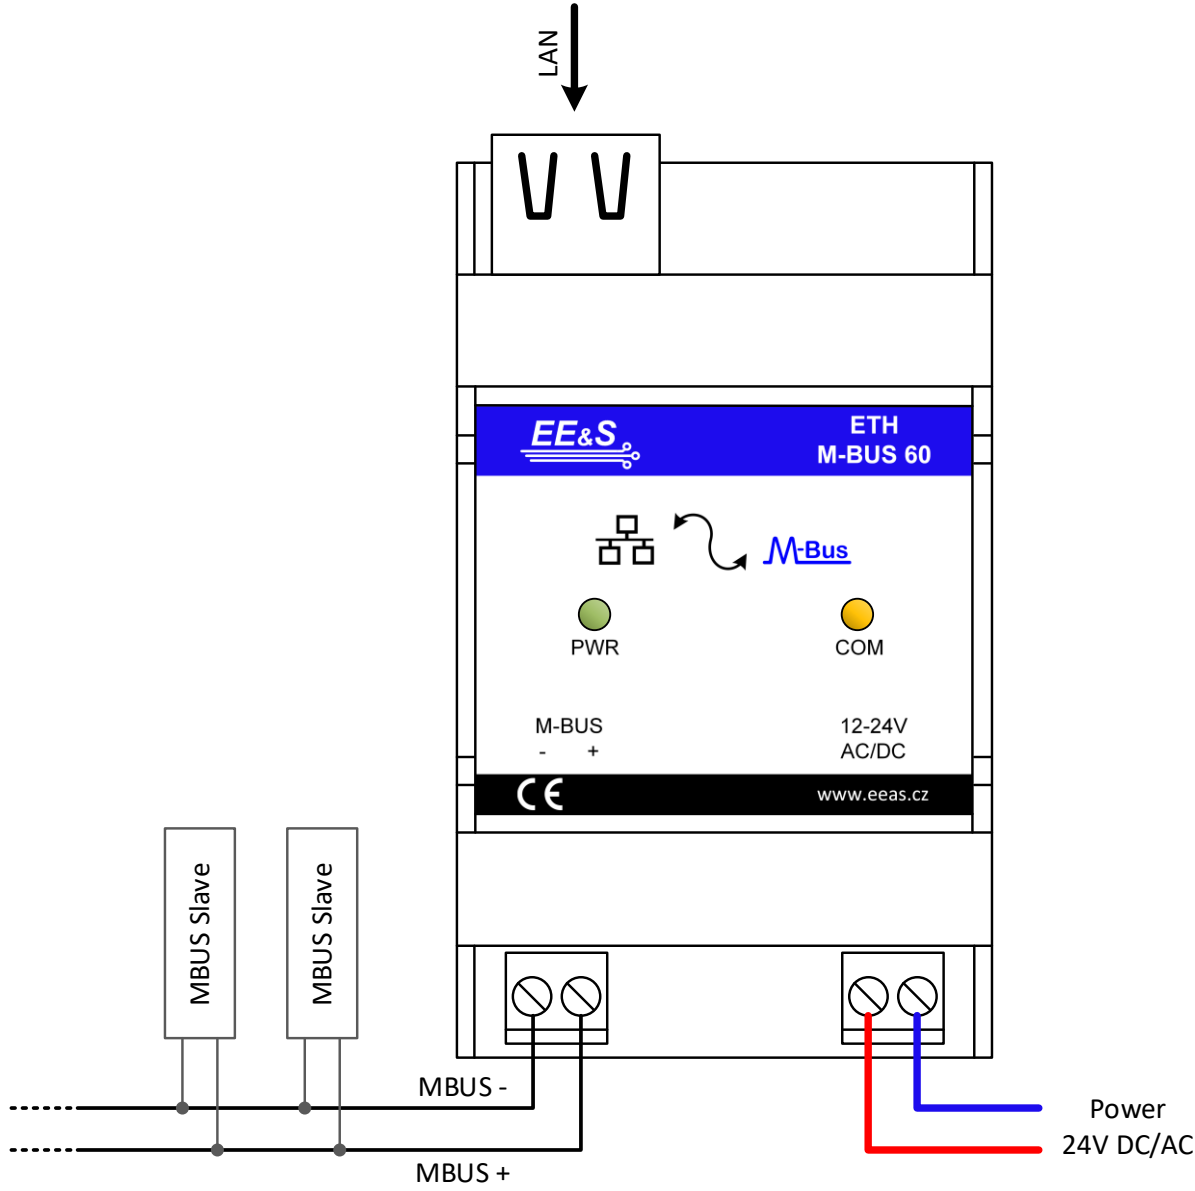 LAN
EE&S
ETH
M-BUS 60
M-Bus
PWR
COM
M-BUS
- +
12-24V
AC/DC
CE
www.eeas.cz
MBUS Slave
MBUS Slave
MBUS -
MBUS +
Power
24V DC/AC